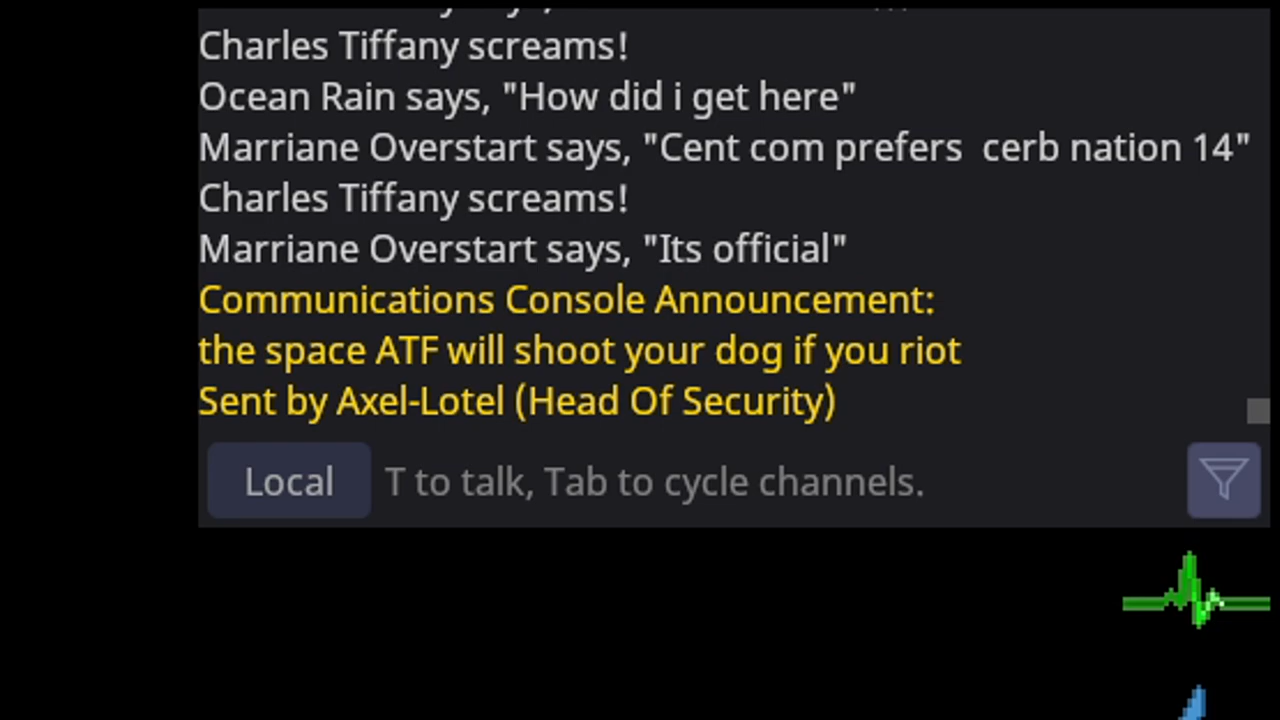 Charles Tiffany screams!
Ocean Rain says, "How did i get here"
Marriane Overstart says, "Cent com prefers  cerb nation 14"
Charles Tiffany screams!
Marriane Overstart says, "Its official"
Communications Console Announcement:
the space ATF will shoot your dog if you riot
Sent by Axel-Lotel (Head Of Security)
Local T to talk, Tab to cycle channels.